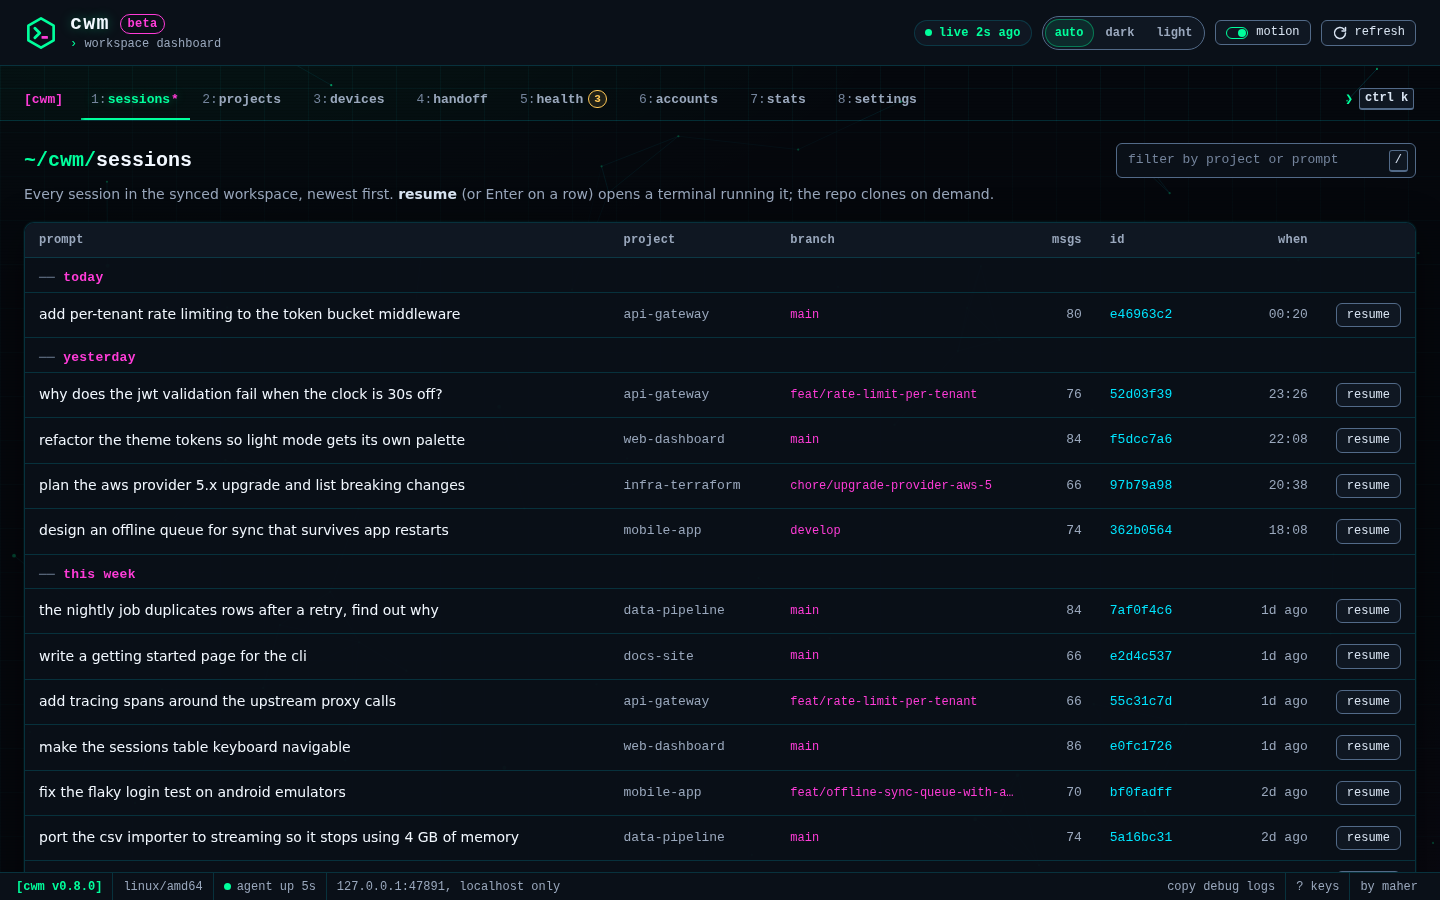 cwm beta
› workspace dashboard
live 2s ago
auto dark light
motion
refresh
[cwm] 1:sessions* 2:projects 3:devices 4:handoff 5:health 3 6:accounts 7:stats 8:settings ❯ ctrl k
~/cwm/sessions
filter by project or prompt /
Every session in the synced workspace, newest first. resume (or Enter on a row) opens a terminal running it; the repo clones on demand.
prompt project branch msgs id when
── today
add per-tenant rate limiting to the token bucket middleware api-gateway main 80 e46963c2 00:20 resume
── yesterday
why does the jwt validation fail when the clock is 30s off? api-gateway feat/rate-limit-per-tenant 76 52d03f39 23:26 resume
refactor the theme tokens so light mode gets its own palette web-dashboard main 84 f5dcc7a6 22:08 resume
plan the aws provider 5.x upgrade and list breaking changes infra-terraform chore/upgrade-provider-aws-5 66 97b79a98 20:38 resume
design an offline queue for sync that survives app restarts mobile-app develop 74 362b0564 18:08 resume
── this week
the nightly job duplicates rows after a retry, find out why data-pipeline main 84 7af0f4c6 1d ago resume
write a getting started page for the cli docs-site main 66 e2d4c537 1d ago resume
add tracing spans around the upstream proxy calls api-gateway feat/rate-limit-per-tenant 66 55c31c7d 1d ago resume
make the sessions table keyboard navigable web-dashboard main 86 e0fc1726 1d ago resume
fix the flaky login test on android emulators mobile-app feat/offline-sync-queue-with-a… 70 bf0fadff 2d ago resume
port the csv importer to streaming so it stops using 4 GB of memory data-pipeline main 74 5a16bc31 2d ago resume
[cwm v0.8.0] linux/amd64 agent up 5s 127.0.0.1:47891, localhost only copy debug logs ? keys by maher